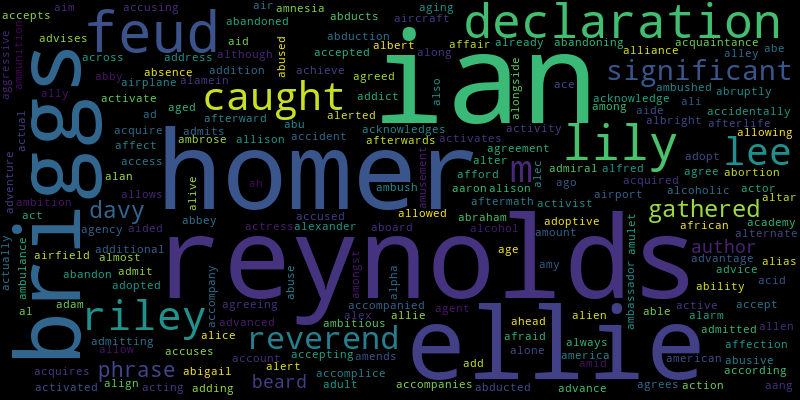 accepts aim accusing air amnesia aging
feud abandoned abducts aircraft declaration
advises aid abduction accepted along albert affair already abandoning acquaintance
across address although abused alliance alley abe
aggressive ammunition abby absence addition achieve agreed ian alongside significant
briggs ally airplane alamein addict also ace ambushed abruptly
activate aged caught alerted acknowledge ali
actual ad afterward abu acknowledges activates activity among aide albright afterlife accidentally
acquire admits homer accident afterwards agreement lily allowing
affect ambrose allison alter m alec admiral alfred adopt lee
adventure alan access alive ah ambush amusement afford ago airport agree abortion
allows aaron alison acquired alcoholic actor
ambition davy abbey accused allowed aftermath activist adoptive gathered altar
act agency aided actress alexander abraham alcohol amount african academy
actually ambulance additional reynolds aboard age ambassador amulet author alternate
airfield almost abuse amongst alpha amy advantage alias
abandon admit adopted accompany advice acid
al adam riley agreeing accompanied agent ellie able active accept
admitting advanced ambitious alex allie ahead alien alarm admitted allen
allow accuses alice reverend afraid always affection
phrase abigail account accepting amends alone america american abusive
acquires alert accomplice add amid according
activated align acting adding beard adult accompanies abducted advance agrees action aang